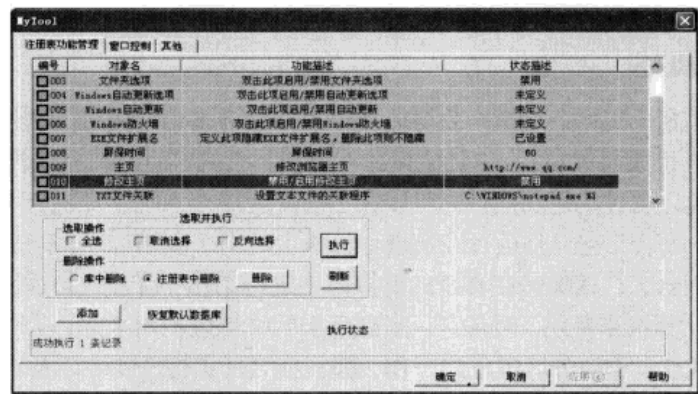 MyTool
注册表功能管理 窗口控制 其他
编号 对象名 功能描述 状态描述
003 文件夹选项 双击此项启用/禁用文件夹选项 禁用
004 Windows自动更新选项 双击此项启用/禁用自动更新选项 未定义
005 Windows自动更新 双击此项启用/禁用自动更新 未定义
006 Windows防火墙 双击此项启用/禁用Windows防火墙 未定义
007 EXE文件扩展名 定义此项隐藏EXE文件扩展名，删除此项则不隐藏 已设置
008 屏保时间 屏保时间 60
009 主页 修改浏览器主页 http://www.qq.com/
010 修改主页 禁用/启用修改主页 禁用
011 TXT文件关联 设置文本文件的关联程序 C:\WINDOWS\notepad.exe %1
选取并执行
选取操作
全选 取消选择 反向选择
执行
删除操作
库中删除 注册表中删除 删除
刷新
添加 恢复默认数据库
执行状态
成功执行 1 条记录
确定 取消 应用(A) 帮助